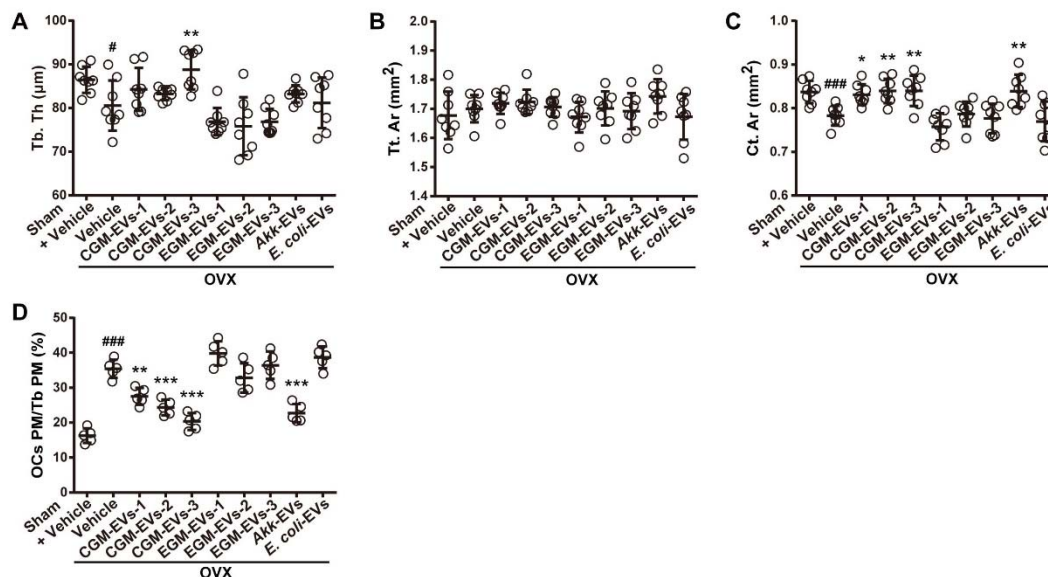 A
Tb. Th (μm)
100
90
80
70
60
#
**
Sham
+ Vehicle
Vehicle
CGM-EVs-1
CGM-EVs-2
CGM-EVs-3
EGM-EVs-1
EGM-EVs-2
EGM-EVs-3
Akk-EVs
E. coli-EVs
OVX
B
Tt. Ar (mm²)
2.0
1.8
1.7
1.6
1.5
1.4
Sham
+ Vehicle
Vehicle
CGM-EVs-1
CGM-EVs-2
CGM-EVs-3
EGM-EVs-1
EGM-EVs-2
EGM-EVs-3
Akk-EVs
E. coli-EVs
OVX
C
Ct. Ar (mm²)
1.0
0.9
0.8
0.7
0.6
###
*
**
**
**
Sham
+ Vehicle
Vehicle
CGM-EVs-1
CGM-EVs-2
CGM-EVs-3
EGM-EVs-1
EGM-EVs-2
EGM-EVs-3
Akk-EVs
E. coli-EVs
OVX
D
OCs PM/Tb PM (%)
50
40
30
20
10
0
###
**
***
***
***
Sham
+ Vehicle
Vehicle
CGM-EVs-1
CGM-EVs-2
CGM-EVs-3
EGM-EVs-1
EGM-EVs-2
EGM-EVs-3
Akk-EVs
E. coli-EVs
OVX